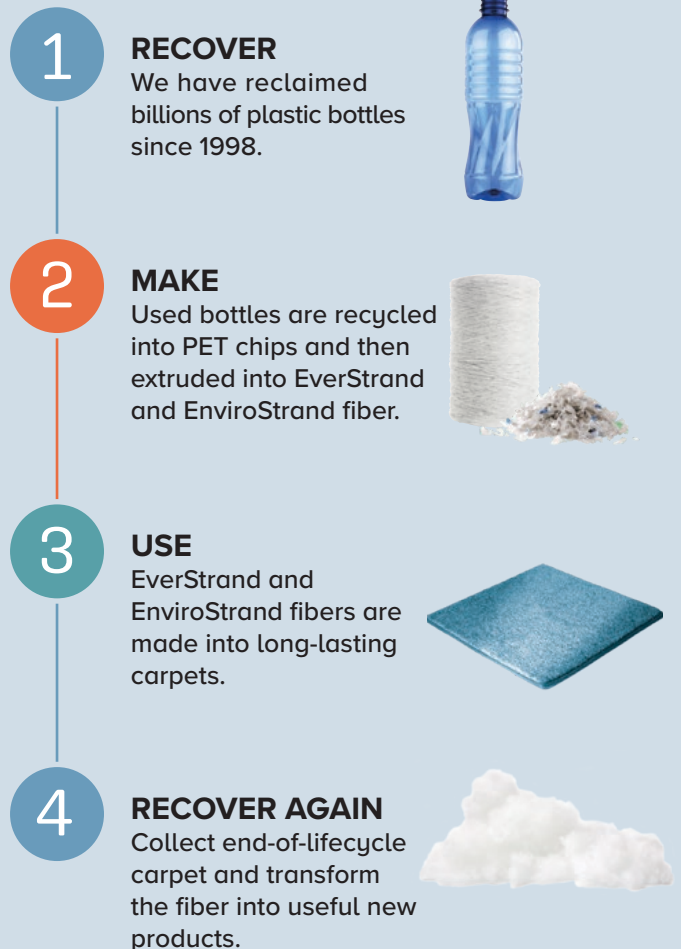 1
RECOVER
We have reclaimed
billions of plastic bottles
since 1998.
2
MAKE
Used bottles are recycled
into PET chips and then
extruded into EverStrand
and EnviroStrand fiber.
3
USE
EverStrand and
EnviroStrand fibers are
made into long-lasting
carpets.
4
RECOVER AGAIN
Collect end-of-lifecycle
carpet and transform
the fiber into useful new
products.